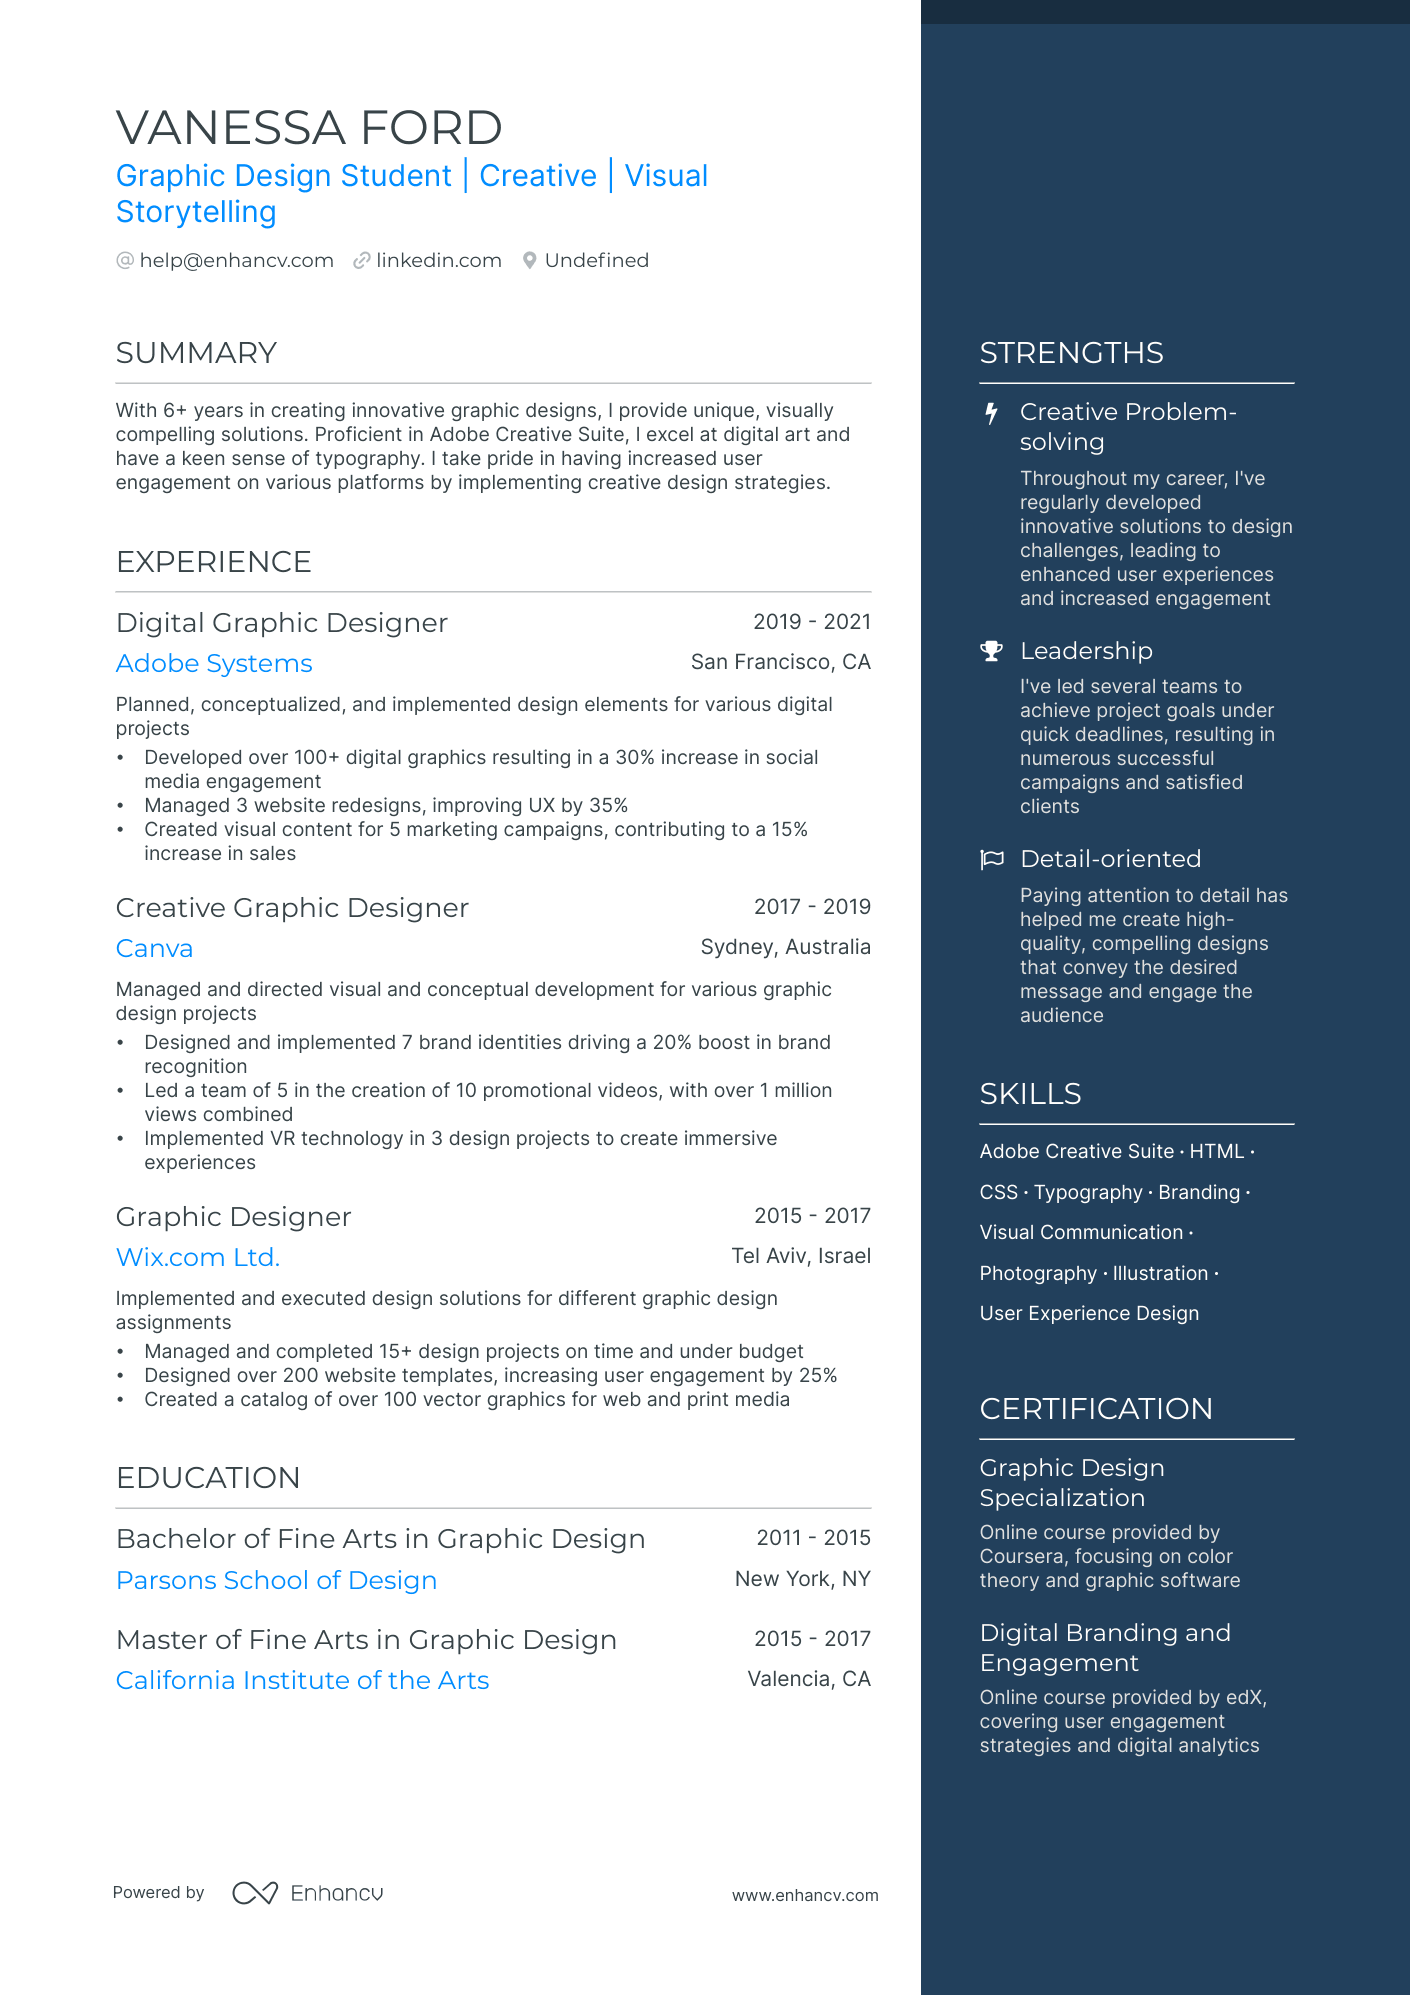 VANESSA FORD
Graphic Design Student | Creative | Visual
Storytelling
help@enhancv.com linkedin.com Undefined
SUMMARY
With 6+ years in creating innovative graphic designs, I provide unique, visually
compelling solutions. Proficient in Adobe Creative Suite, I excel at digital art and
have a keen sense of typography. I take pride in having increased user
engagement on various platforms by implementing creative design strategies.
EXPERIENCE
Digital Graphic Designer 2019 - 2021
Adobe Systems San Francisco, CA
Planned, conceptualized, and implemented design elements for various digital
projects
• Developed over 100+ digital graphics resulting in a 30% increase in social
media engagement
• Managed 3 website redesigns, improving UX by 35%
• Created visual content for 5 marketing campaigns, contributing to a 15%
increase in sales
Creative Graphic Designer 2017 - 2019
Canva Sydney, Australia
Managed and directed visual and conceptual development for various graphic
design projects
• Designed and implemented 7 brand identities driving a 20% boost in brand
recognition
• Led a team of 5 in the creation of 10 promotional videos, with over 1 million
views combined
• Implemented VR technology in 3 design projects to create immersive
experiences
Graphic Designer 2015 - 2017
Wix.com Ltd. Tel Aviv, Israel
Implemented and executed design solutions for different graphic design
assignments
• Managed and completed 15+ design projects on time and under budget
• Designed over 200 website templates, increasing user engagement by 25%
• Created a catalog of over 100 vector graphics for web and print media
EDUCATION
Bachelor of Fine Arts in Graphic Design 2011 - 2015
Parsons School of Design New York, NY
Master of Fine Arts in Graphic Design 2015 - 2017
California Institute of the Arts Valencia, CA
STRENGTHS
Creative Problem-
solving
Throughout my career, I've
regularly developed
innovative solutions to design
challenges, leading to
enhanced user experiences
and increased engagement
Leadership
I've led several teams to
achieve project goals under
quick deadlines, resulting in
numerous successful
campaigns and satisfied
clients
Detail-oriented
Paying attention to detail has
helped me create high-
quality, compelling designs
that convey the desired
message and engage the
audience
SKILLS
Adobe Creative Suite · HTML ·
CSS · Typography · Branding ·
Visual Communication ·
Photography · Illustration ·
User Experience Design
CERTIFICATION
Graphic Design
Specialization
Online course provided by
Coursera, focusing on color
theory and graphic software
Digital Branding and
Engagement
Online course provided by edX,
covering user engagement
strategies and digital analytics
Powered by Enhancv www.enhancv.com